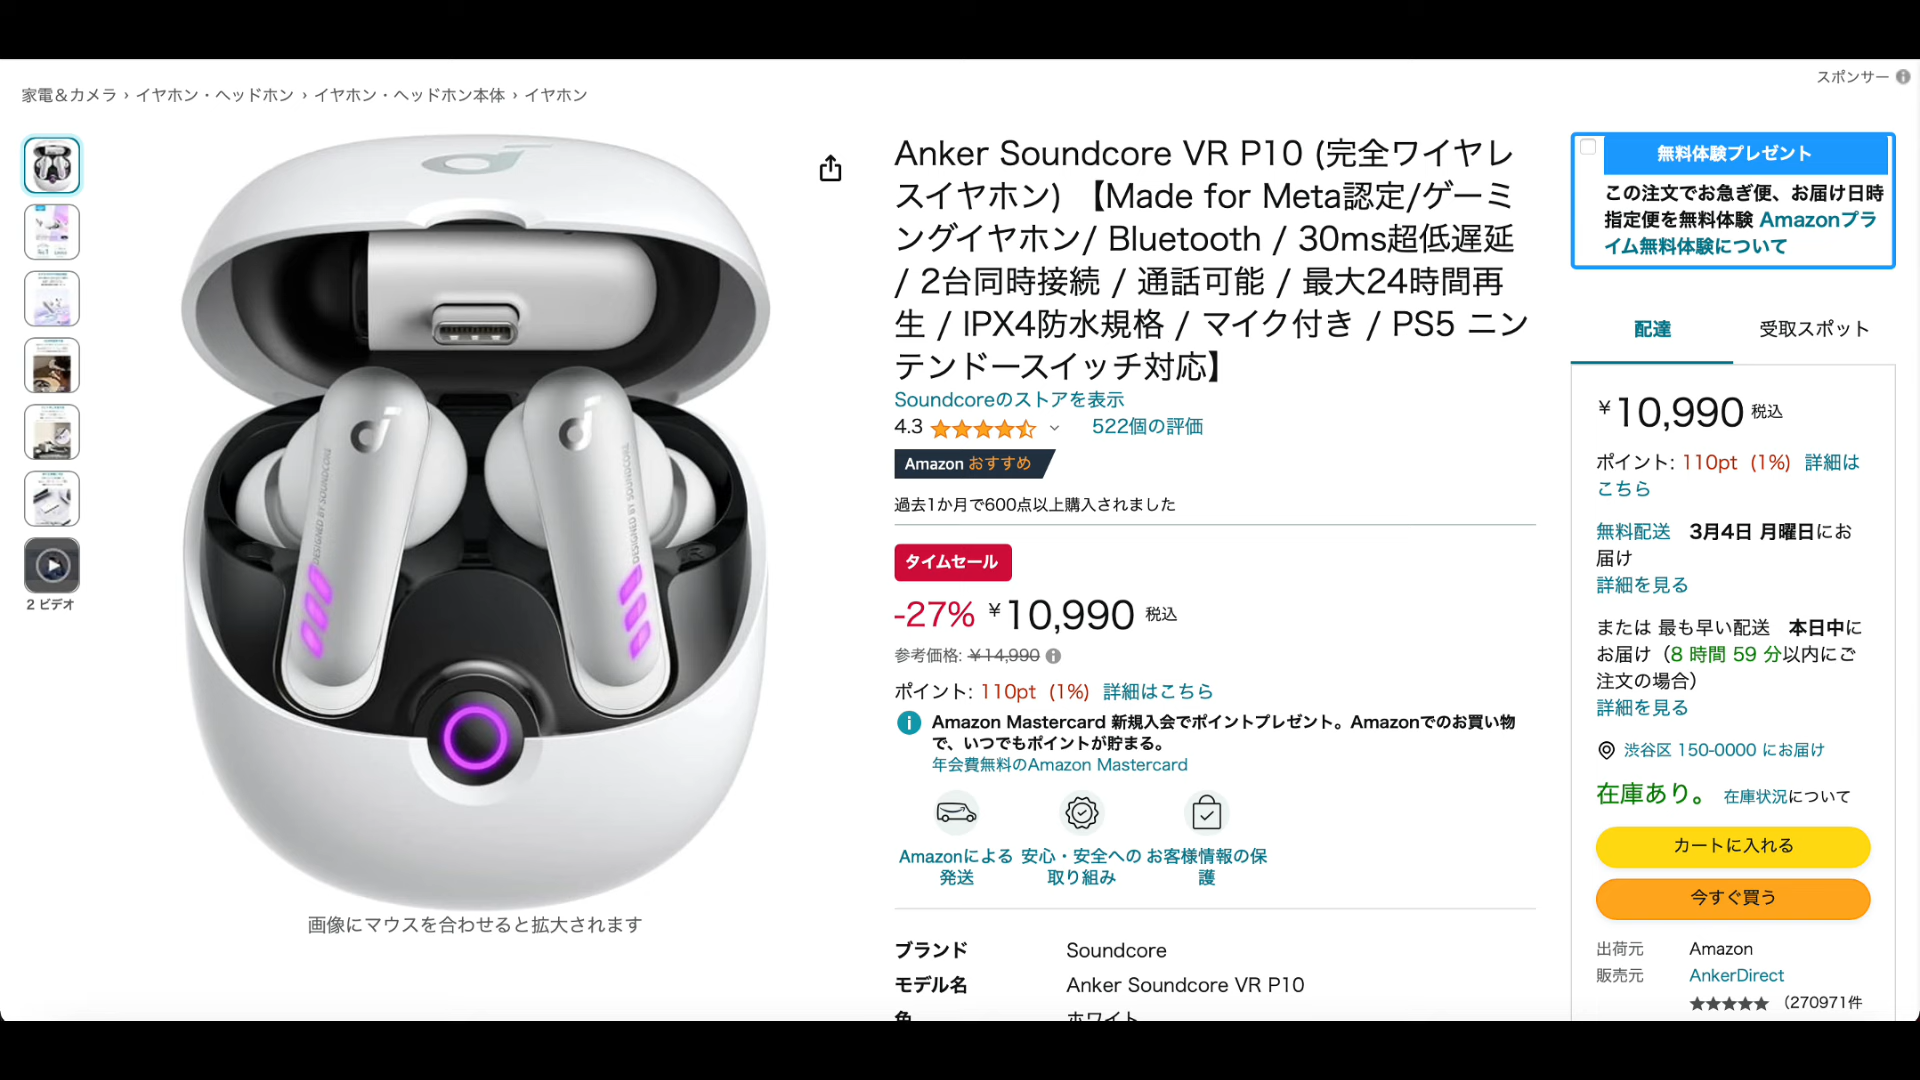 スポンサー
家電＆カメラ › イヤホン・ヘッドホン › イヤホン・ヘッドホン本体 › イヤホン
2 ビデオ
DESIGNED BY SOUNDCORE
DESIGNED BY SOUNDCORE
画像にマウスを合わせると拡大されます
Anker Soundcore VR P10 (完全ワイヤレ
スイヤホン) 【Made for Meta認定/ゲーミ
ングイヤホン/ Bluetooth / 30ms超低遅延
/ 2台同時接続 / 通話可能 / 最大24時間再
生 / IPX4防水規格 / マイク付き / PS5 ニン
テンドースイッチ対応】
Soundcoreのストアを表示
4.3 522個の評価
Amazon おすすめ
過去1か月で600点以上購入されました
タイムセール
-27% ￥10,990 税込
参考価格: ￥14,990
ポイント: 110pt (1%) 詳細はこちら
Amazon Mastercard 新規入会でポイントプレゼント。Amazonでのお買い物
で、いつでもポイントが貯まる。
年会費無料のAmazon Mastercard
Amazonによる
発送
安心・安全への
取り組み
お客様情報の保
護
ブランド Soundcore
モデル名 Anker Soundcore VR P10
色 ホワイト
無料体験プレゼント
この注文でお急ぎ便、お届け日時
指定便を無料体験 Amazonプラ
イム無料体験について
配達 受取スポット
￥10,990 税込
ポイント: 110pt (1%) 詳細は
こちら
無料配送 3月4日 月曜日にお
届け
詳細を見る
または 最も早い配送 本日中に
お届け（8 時間 59 分以内にご
注文の場合）
詳細を見る
渋谷区 150-0000 にお届け
在庫あり。 在庫状況について
カートに入れる
今すぐ買う
出荷元 Amazon
販売元 AnkerDirect
（270971件